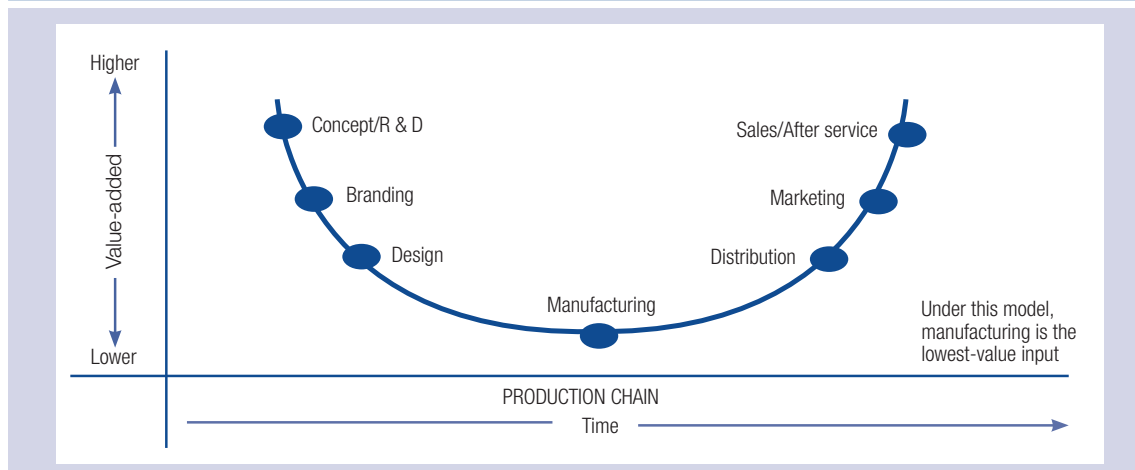 Higher
Concept/R & D
Sales/After service
Value-added
Branding
Marketing
Design
Distribution
Manufacturing
Under this model,
manufacturing is the
lowest-value input
Lower
PRODUCTION CHAIN
Time